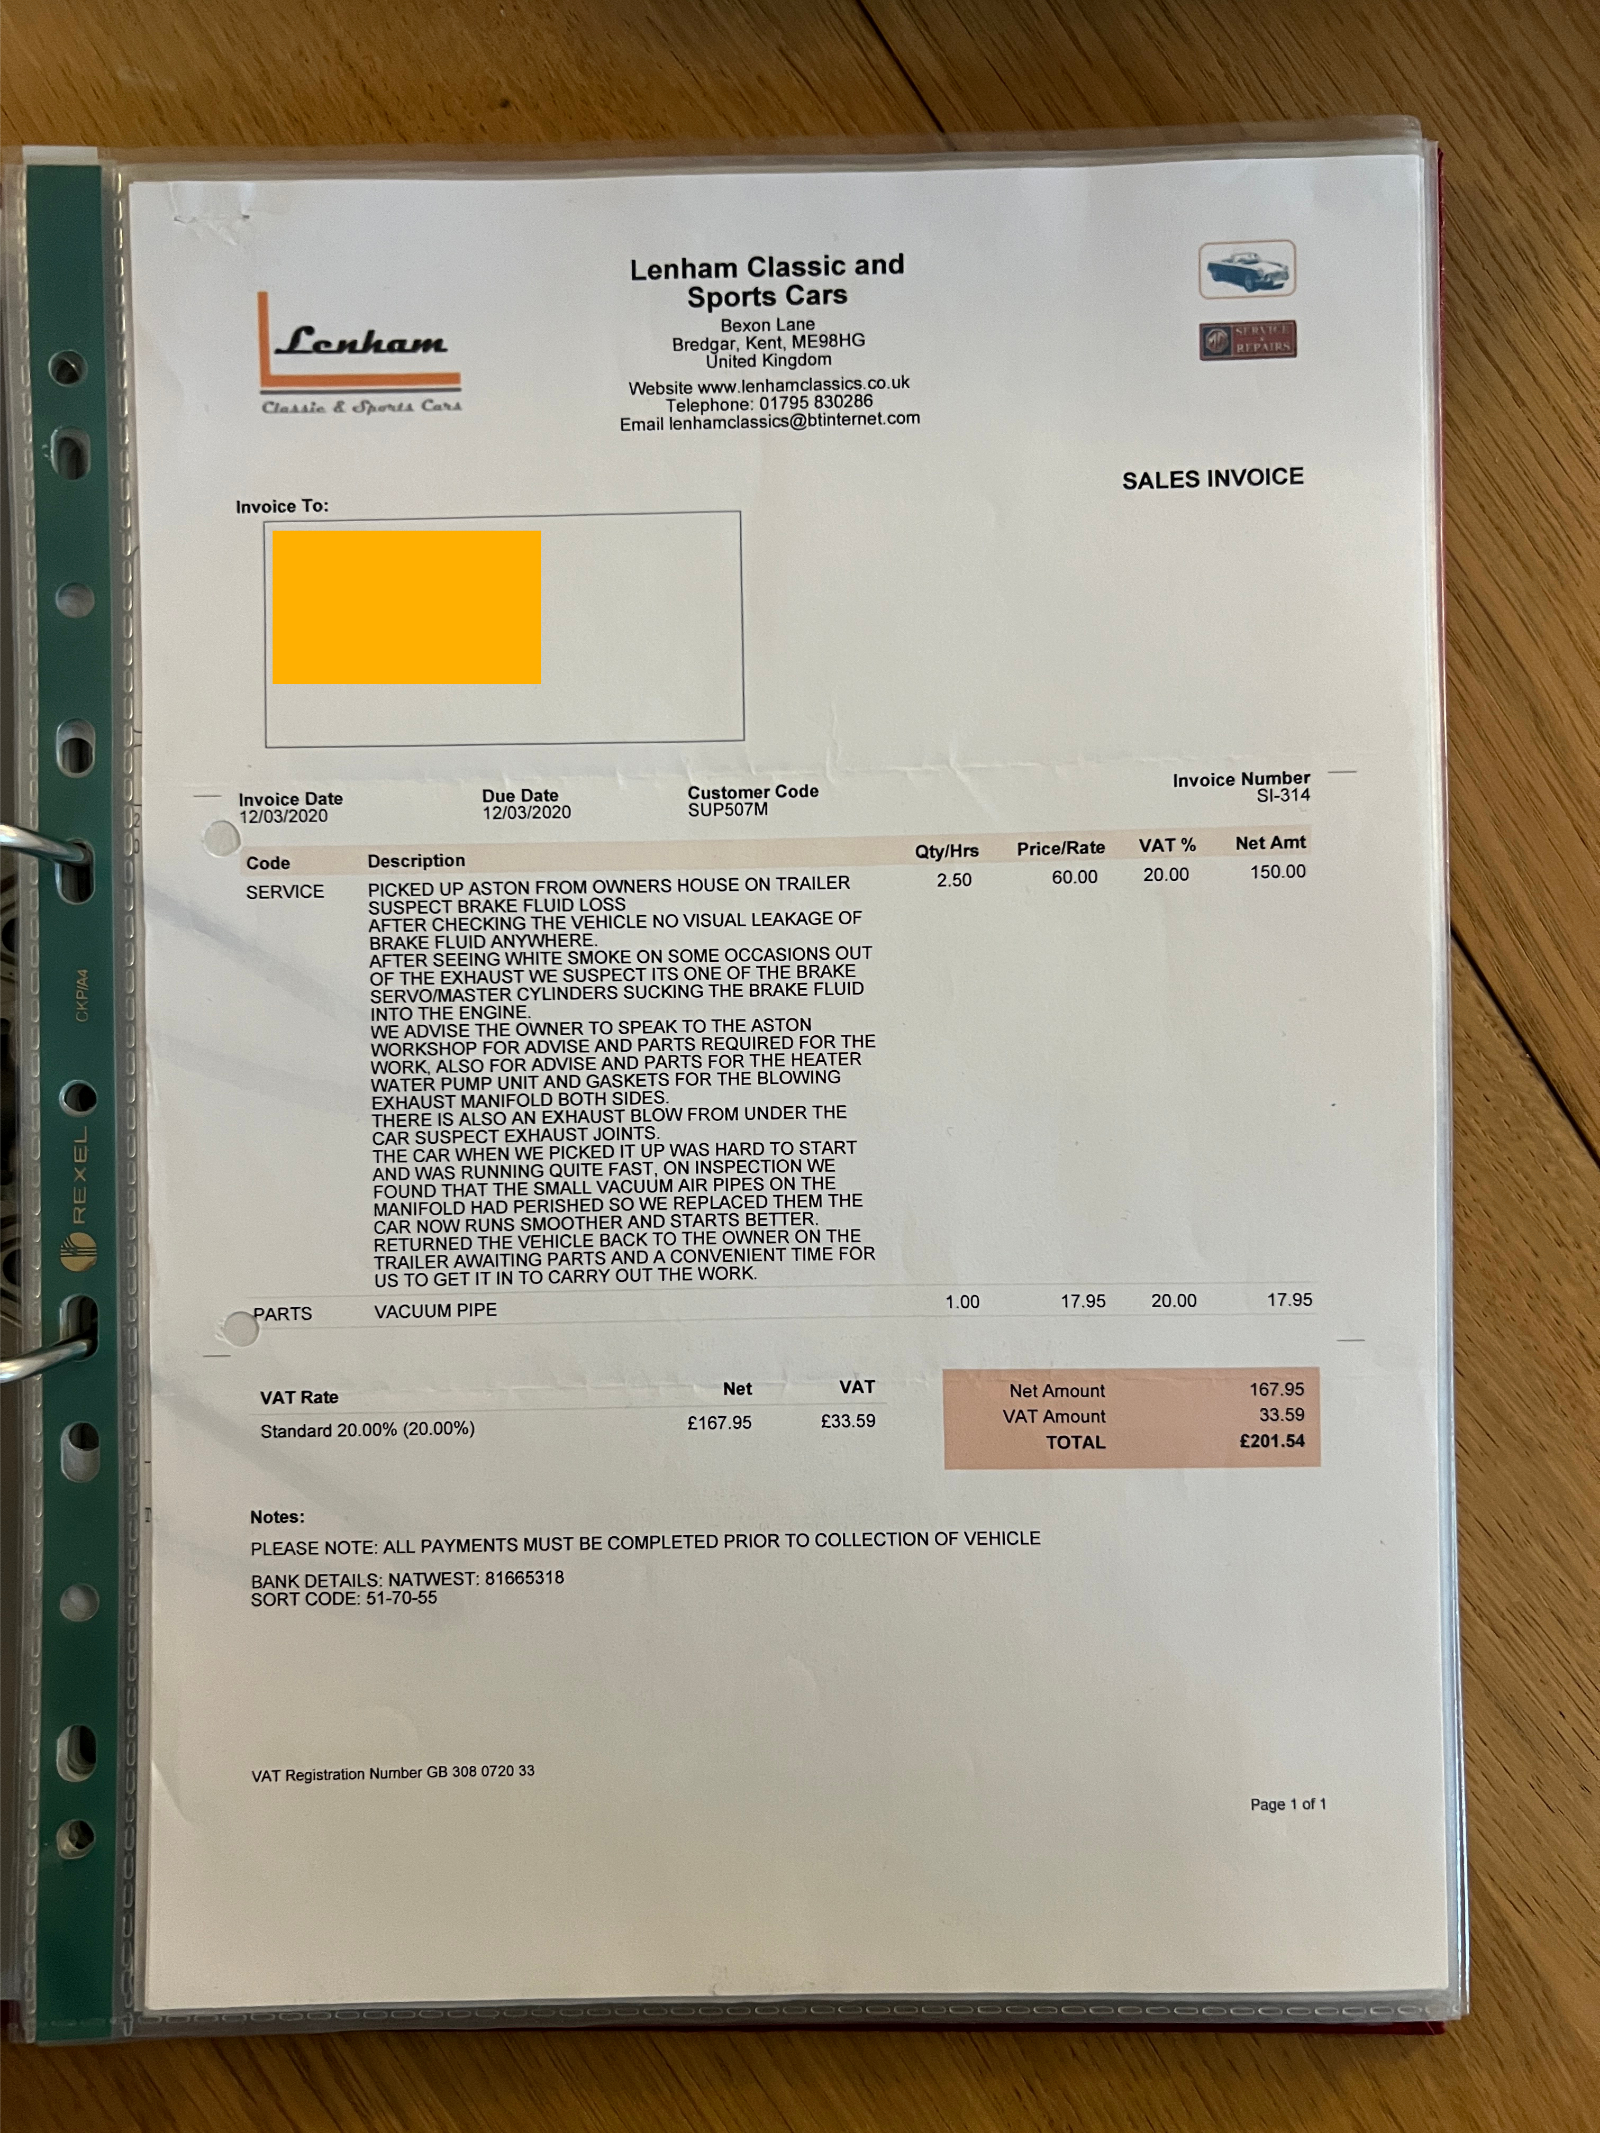 Lenham Classic and
Sports Cars
Bexon Lane
Bredgar, Kent, ME98HG
United Kingdom
Website www.lenhamclassics.co.uk
Telephone: 01795 830286
Email lenhamclassics@btinternet.com
Lenham
Classic & Sports Cars
MG SERVICE
REPAIRS
SALES INVOICE
Invoice To:
Invoice Date Due Date Customer Code Invoice Number
12/03/2020 12/03/2020 SUP507M SI-314
Code Description Qty/Hrs Price/Rate VAT % Net Amt
SERVICE PICKED UP ASTON FROM OWNERS HOUSE ON TRAILER 2.50 60.00 20.00 150.00
SUSPECT BRAKE FLUID LOSS
AFTER CHECKING THE VEHICLE NO VISUAL LEAKAGE OF
BRAKE FLUID ANYWHERE.
AFTER SEEING WHITE SMOKE ON SOME OCCASIONS OUT
OF THE EXHAUST WE SUSPECT ITS ONE OF THE BRAKE
SERVO/MASTER CYLINDERS SUCKING THE BRAKE FLUID
INTO THE ENGINE.
WE ADVISE THE OWNER TO SPEAK TO THE ASTON
WORKSHOP FOR ADVISE AND PARTS REQUIRED FOR THE
WORK, ALSO FOR ADVISE AND PARTS FOR THE HEATER
WATER PUMP UNIT AND GASKETS FOR THE BLOWING
EXHAUST MANIFOLD BOTH SIDES.
THERE IS ALSO AN EXHAUST BLOW FROM UNDER THE
CAR SUSPECT EXHAUST JOINTS.
THE CAR WHEN WE PICKED IT UP WAS HARD TO START
AND WAS RUNNING QUITE FAST, ON INSPECTION WE
FOUND THAT THE SMALL VACUUM AIR PIPES ON THE
MANIFOLD HAD PERISHED SO WE REPLACED THEM THE
CAR NOW RUNS SMOOTHER AND STARTS BETTER.
RETURNED THE VEHICLE BACK TO THE OWNER ON THE
TRAILER AWAITING PARTS AND A CONVENIENT TIME FOR
US TO GET IT IN TO CARRY OUT THE WORK.
PARTS VACUUM PIPE 1.00 17.95 20.00 17.95
VAT Rate Net VAT
Standard 20.00% (20.00%) £167.95 £33.59
Net Amount 167.95
VAT Amount 33.59
TOTAL £201.54
Notes:
PLEASE NOTE: ALL PAYMENTS MUST BE COMPLETED PRIOR TO COLLECTION OF VEHICLE
BANK DETAILS: NATWEST: 81665318
SORT CODE: 51-70-55
VAT Registration Number GB 308 0720 33
Page 1 of 1
CKP/A4
REXEL